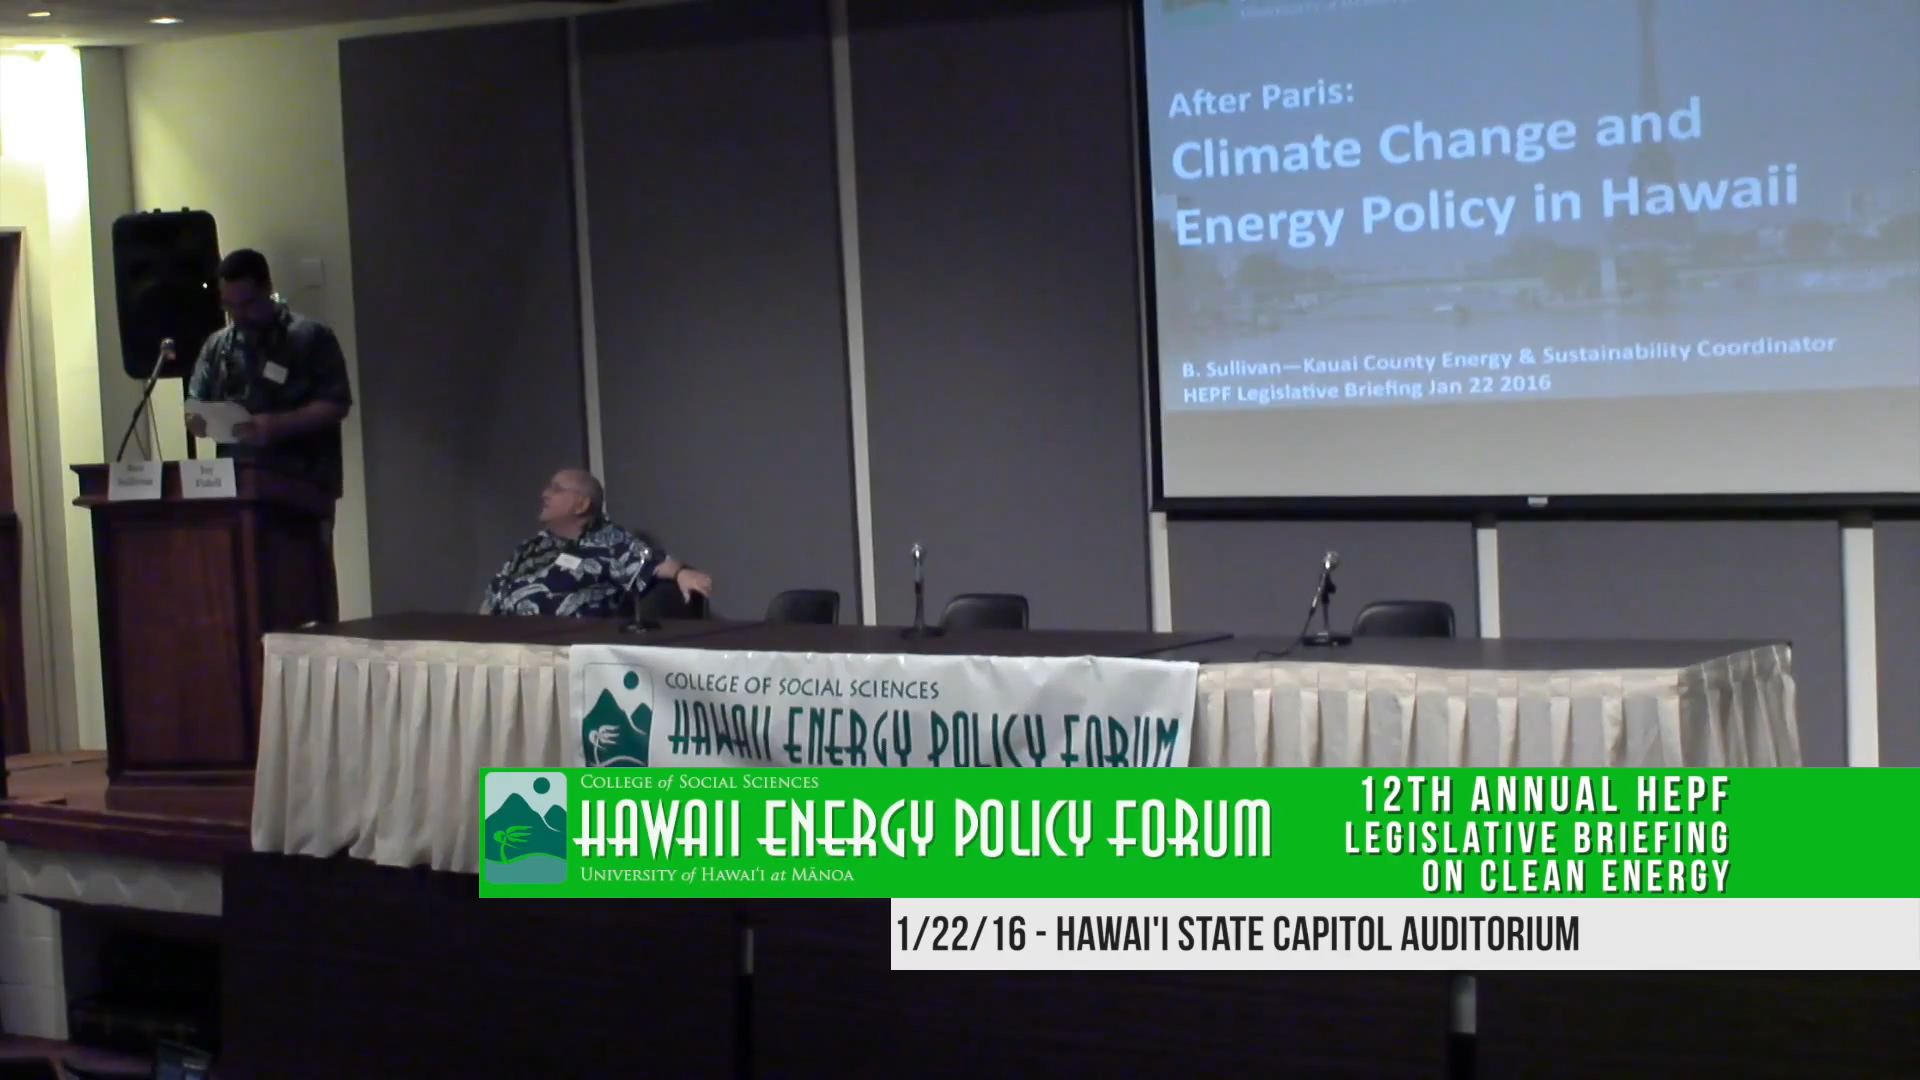 After Paris:
Climate Change and
Energy Policy in Hawaii
B. Sullivan—Kauai County Energy & Sustainability Coordinator
HEPF Legislative Briefing Jan 22 2016
COLLEGE OF SOCIAL SCIENCES
HAWAII ENERGY POLICY FORUM
COLLEGE of SOCIAL SCIENCES
HAWAII ENERGY POLICY FORUM
UNIVERSITY of HAWAI‘I at MĀNOA
12TH ANNUAL HEPF
LEGISLATIVE BRIEFING
ON CLEAN ENERGY
1/22/16 - HAWAI'I STATE CAPITOL AUDITORIUM